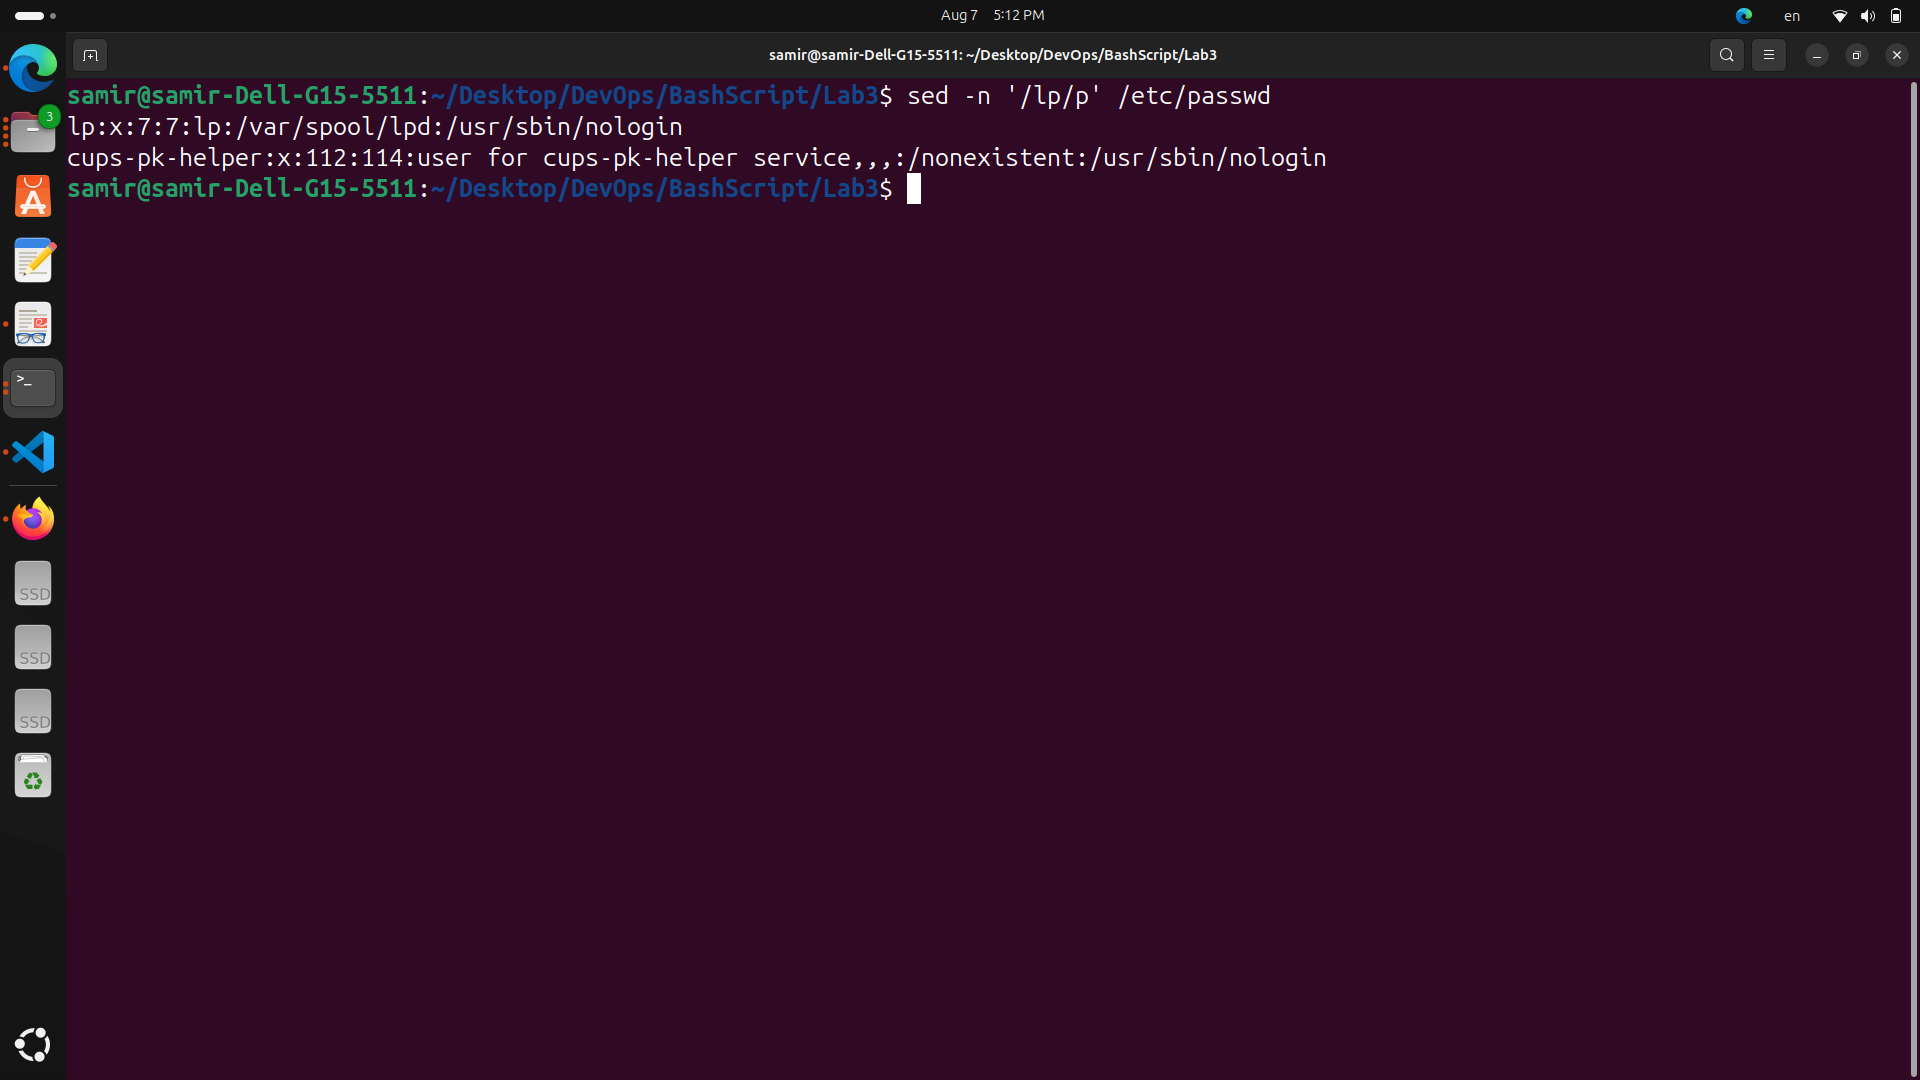 Aug 7 5:12 PM
en
samir@samir-Dell-G15-5511: ~/Desktop/DevOps/BashScript/Lab3
samir@samir-Dell-G15-5511:~/Desktop/DevOps/BashScript/Lab3$ sed -n '/lp/p' /etc/passwd
lp:x:7:7:lp:/var/spool/lpd:/usr/sbin/nologin
cups-pk-helper:x:112:114:user for cups-pk-helper service,,,:/nonexistent:/usr/sbin/nologin
samir@samir-Dell-G15-5511:~/Desktop/DevOps/BashScript/Lab3$
3
>_
SSD
SSD
SSD